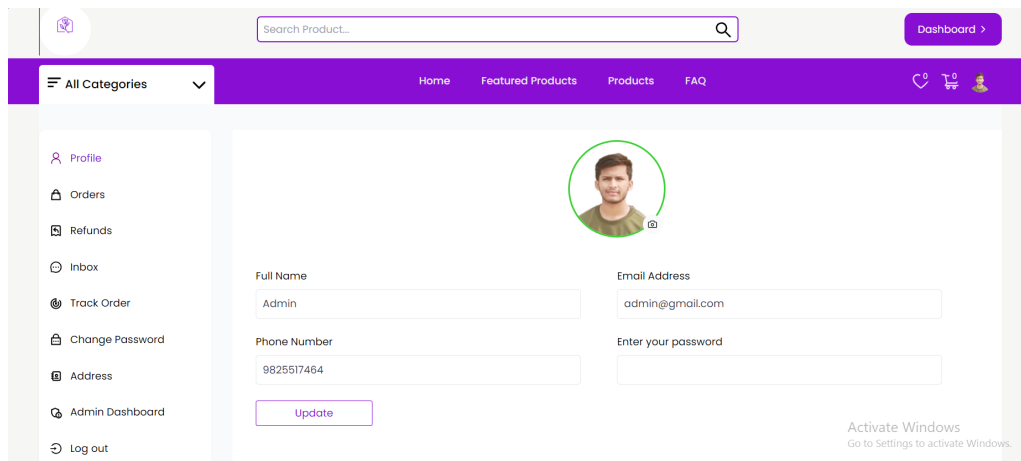 Search Product...
Dashboard >
All Categories
Home Featured Products Products FAQ
0 0
Profile
Orders
Refunds
Inbox
Track Order
Change Password
Address
Admin Dashboard
Log out
Full Name
Admin
Email Address
admin@gmail.com
Phone Number
9825517464
Enter your password
Update
Activate Windows
Go to Settings to activate Windows.